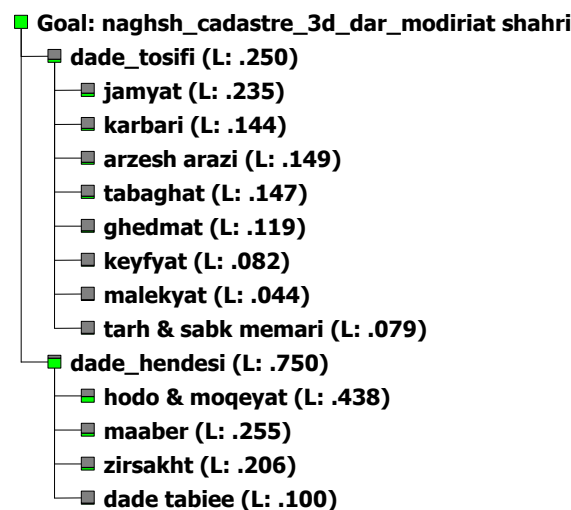 Goal: naghsh_cadastre_3d_dar_modiriat shahri
dade_tosifi (L: .250)
jamyat (L: .235)
karbari (L: .144)
arzesh arazi (L: .149)
tabaghat (L: .147)
ghedmat (L: .119)
keyfyat (L: .082)
malekyat (L: .044)
tarh & sabk memari (L: .079)
dade_hendesi (L: .750)
hodo & moqeyat (L: .438)
maaber (L: .255)
zirsakht (L: .206)
dade tabiee (L: .100)